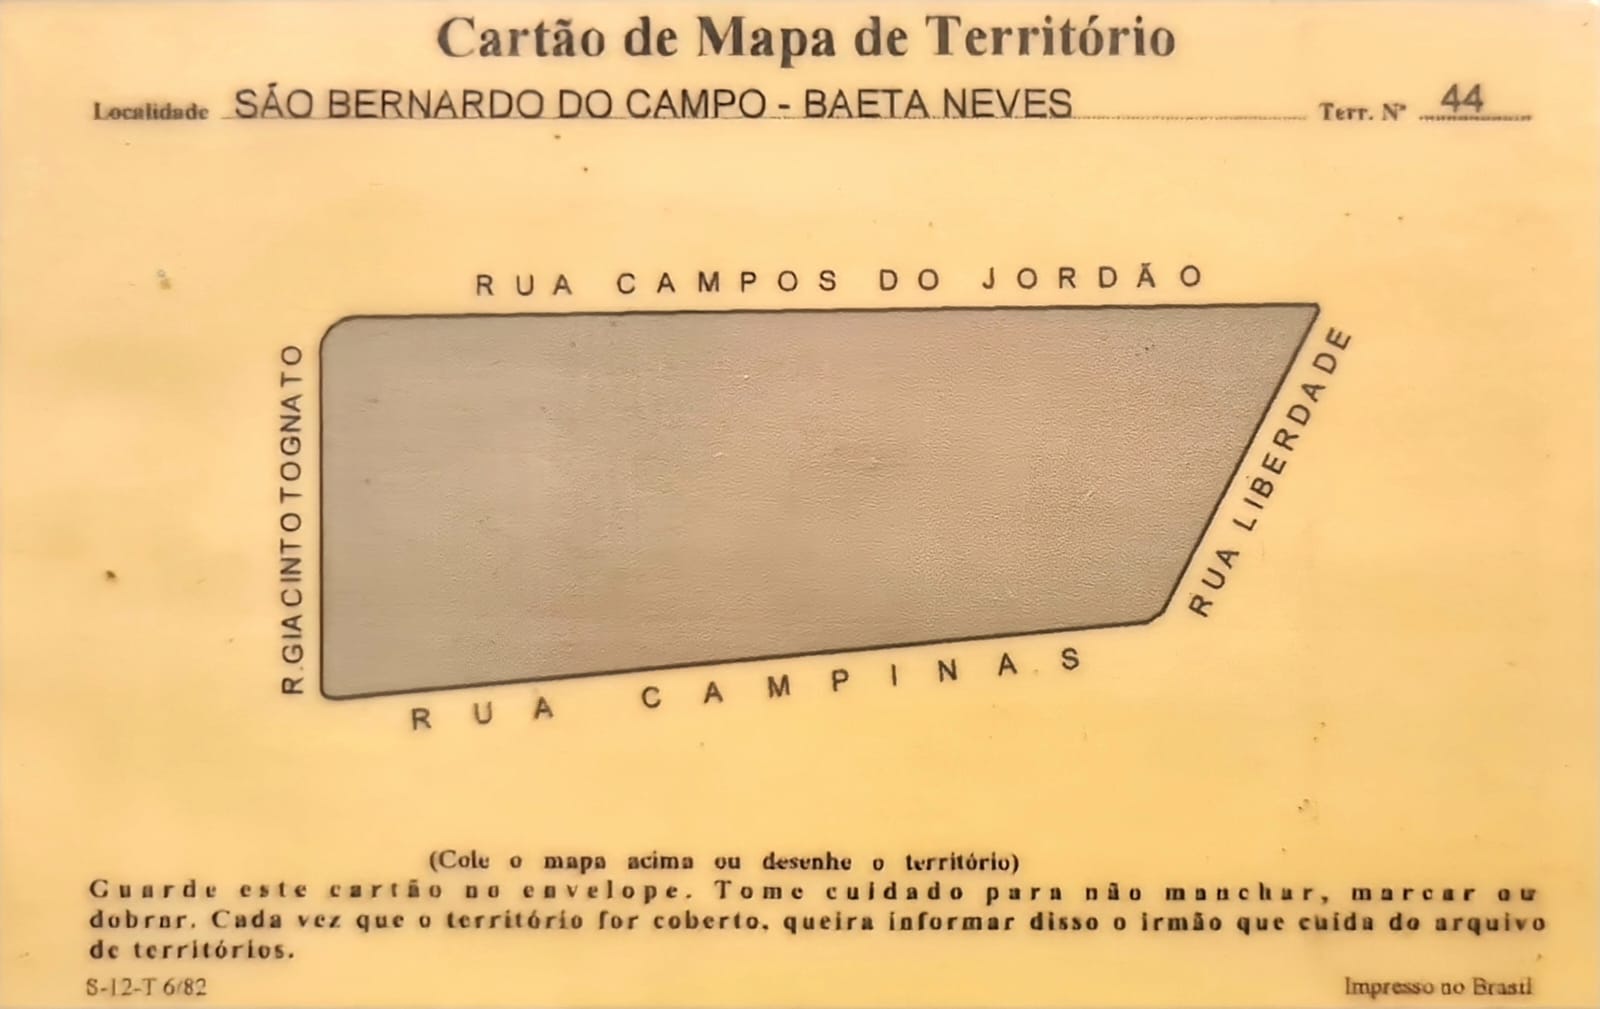 Cartão de Mapa de Território
Localidade SÃO BERNARDO DO CAMPO - BAETA NEVES Terr. Nº 44
RUA CAMPOS DO JORDÃO
R. GIACINTO TOGNATO
RUA LIBERDADE
RUA CAMPINAS
(Cole o mapa acima ou desenhe o território)
Guarde este cartão no envelope. Tome cuidado para não manchar, marcar ou
dobrar. Cada vez que o território for coberto, queira informar disso o irmão que cuida do arquivo
de territórios.
S-12-T 6/82 Impresso no Brasil